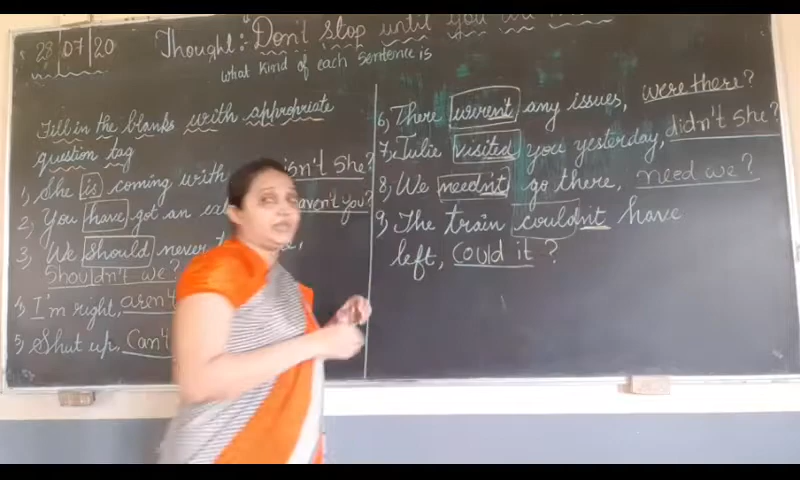 23/07/20
Thought:- "Don't stop until you are
what kind of each sentence is
Fill in the blanks with appropriate
question tag
1, She is coming with isn't she?
2, You have got an haven't you?
3, We should never
Shouldn't we?
4, I'm right, aren't
5, Shut up, Can't
6, There weren't any issues, were there?
7, Julie visited you yesterday, didn't she?
8, We needn't go there, need we?
9, The train couldn't have
left, could it?